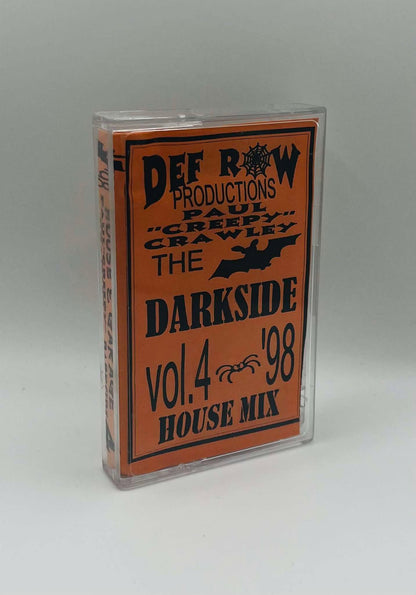 DEF ROW
PRODUCTIONS
PAUL
"CREEPY"
CRAWLEY
THE
DARKSIDE
vol.4 '98
HOUSE MIX